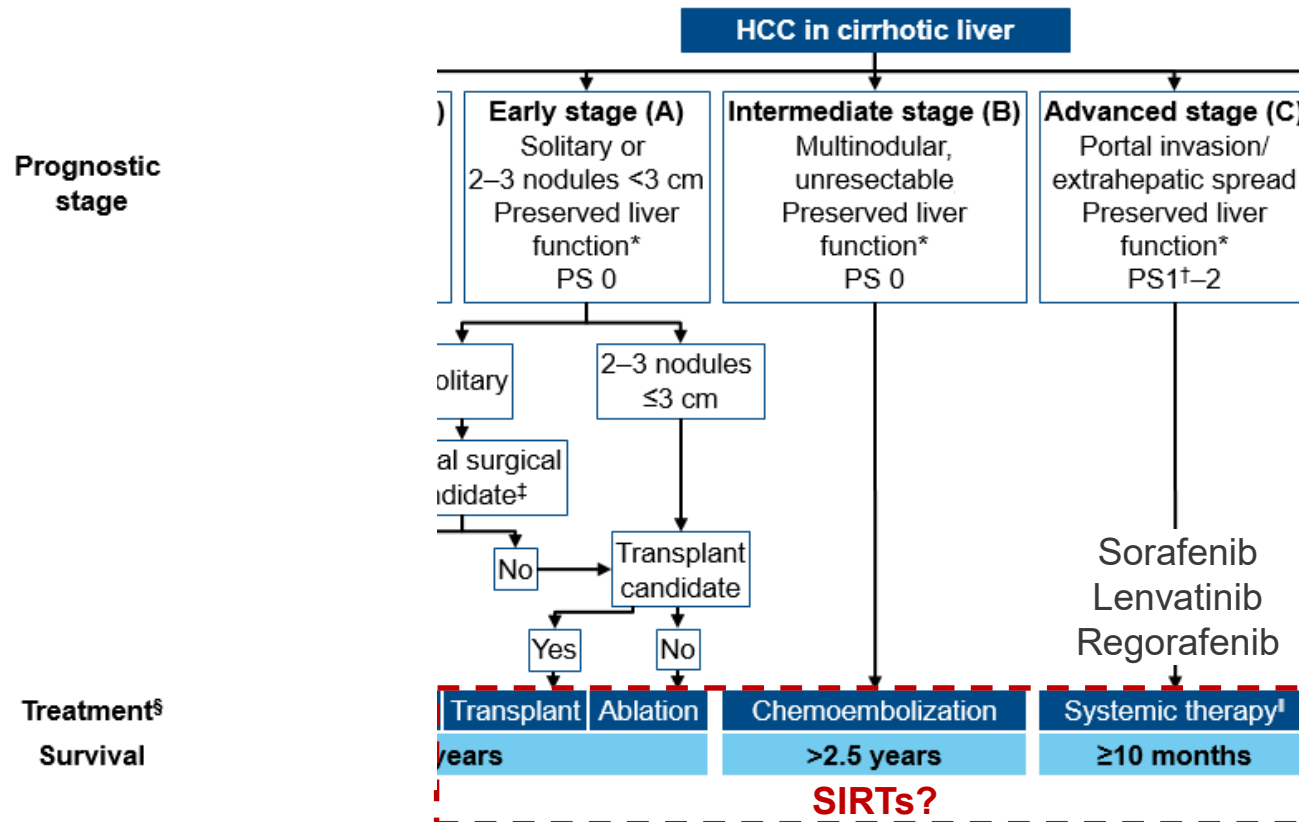 HCC in cirrhotic liver
Prognostic
stage
)
Early stage (A)
Solitary or
2–3 nodules <3 cm
Preserved liver
function*
PS 0
Intermediate stage (B)
Multinodular,
unresectable
Preserved liver
function*
PS 0
Advanced stage (C)
Portal invasion/
extrahepatic spread
Preserved liver
function*
PS1†–2
olitary
2–3 nodules
≤3 cm
al surgical
ndidate‡
No
Transplant
candidate
Yes
No
Sorafenib
Lenvatinib
Regorafenib
Treatment§
Transplant
Ablation
Chemoembolization
Systemic therapy‖
Survival
years
>2.5 years
≥10 months
SIRTs?